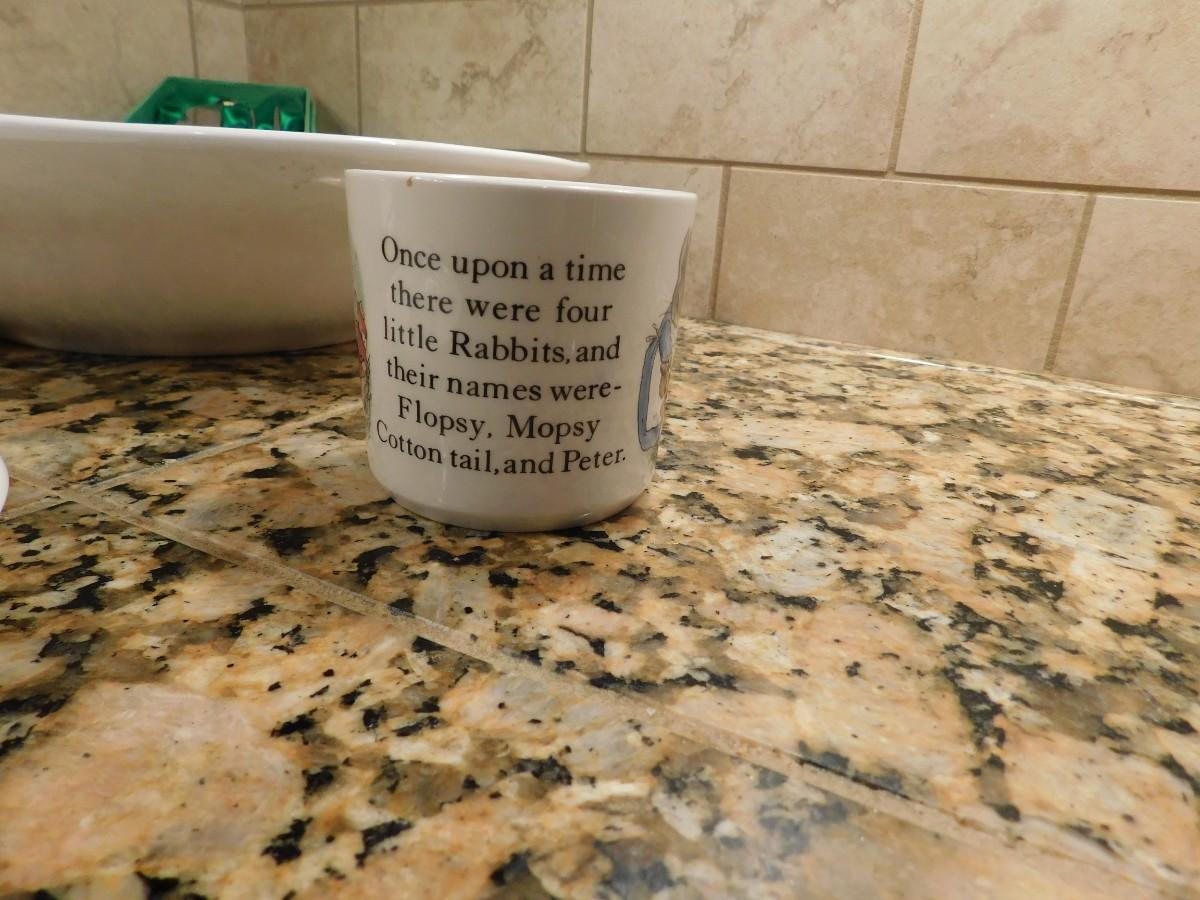 Once upon a time
there were four
little Rabbits, and
their names were-
Flopsy, Mopsy
Cotton tail, and Peter.